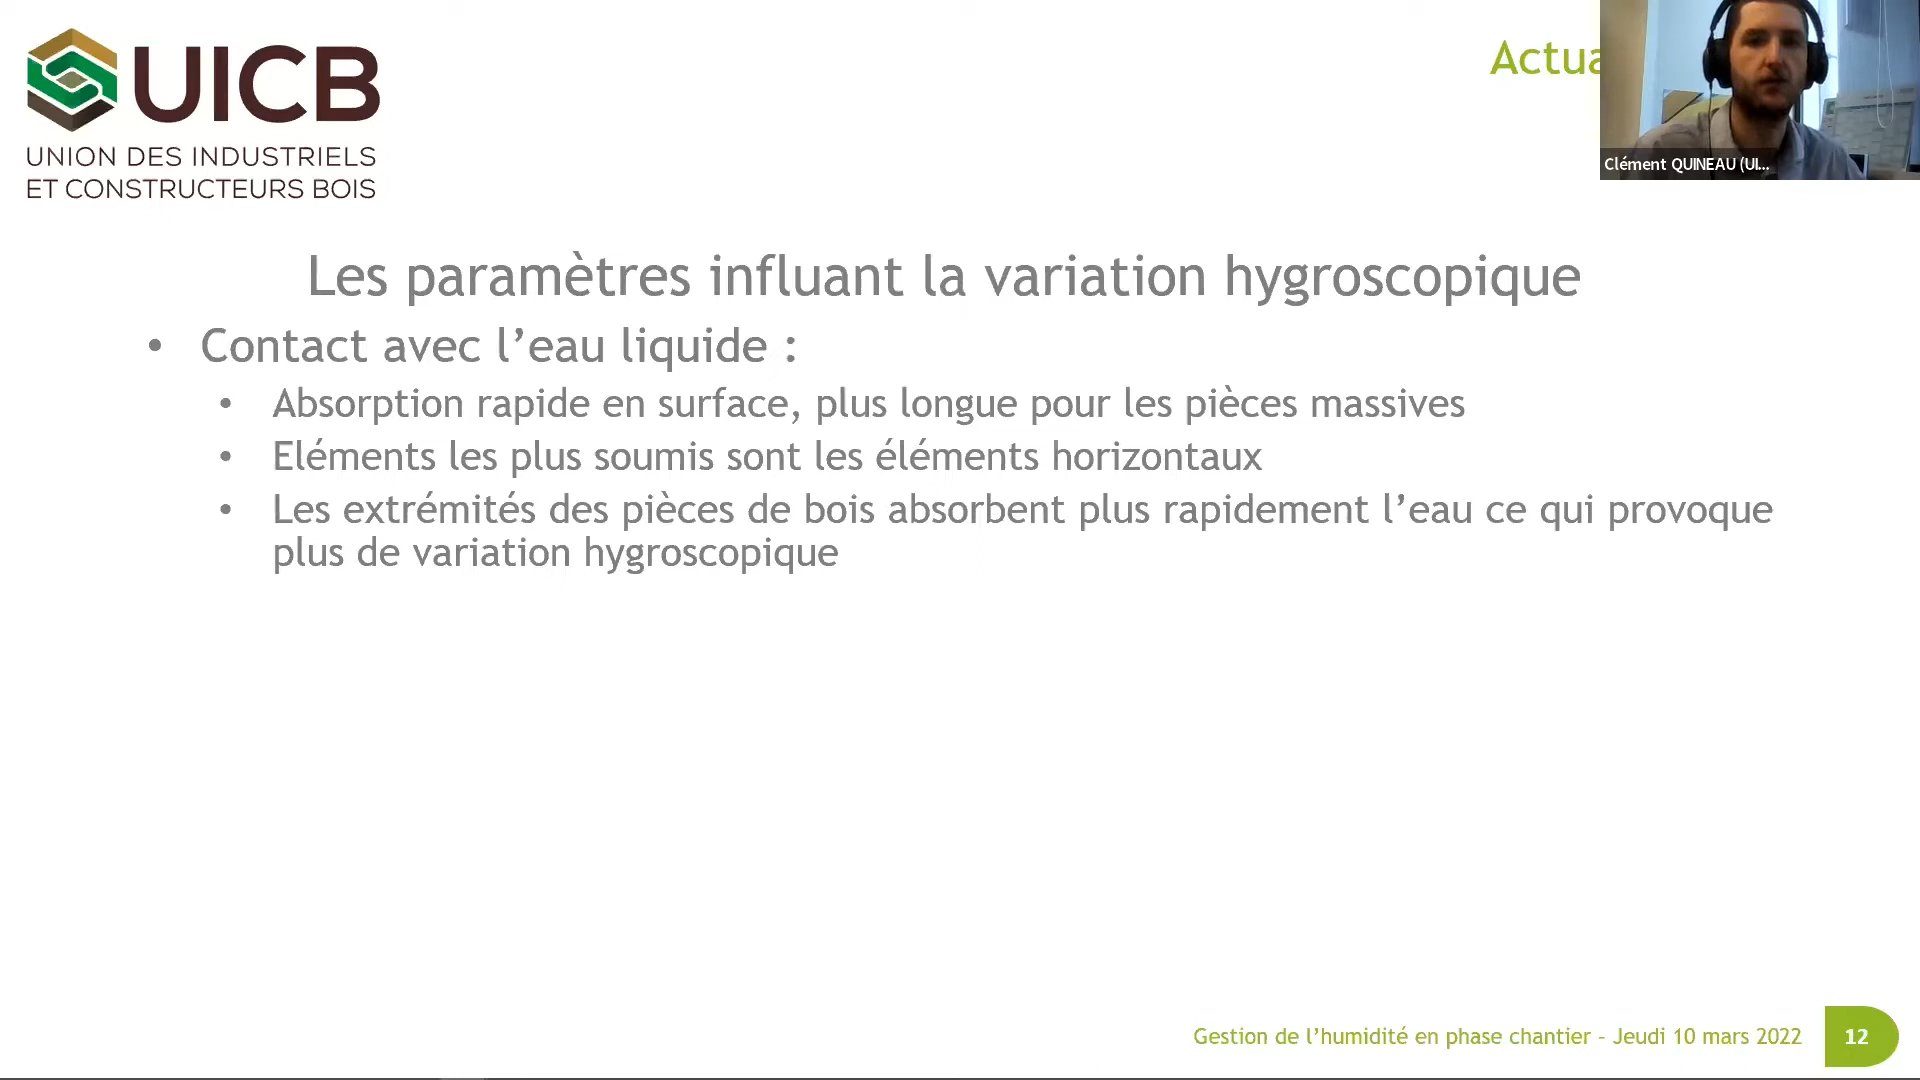 UICB
UNION DES INDUSTRIELS
ET CONSTRUCTEURS BOIS
Clément QUINEAU (UI...
Les paramètres influant la variation hygroscopique
• Contact avec l’eau liquide :
• Absorption rapide en surface, plus longue pour les pièces massives
• Eléments les plus soumis sont les éléments horizontaux
• Les extrémités des pièces de bois absorbent plus rapidement l’eau ce qui provoque
plus de variation hygroscopique
Gestion de l’humidité en phase chantier – Jeudi 10 mars 2022
12